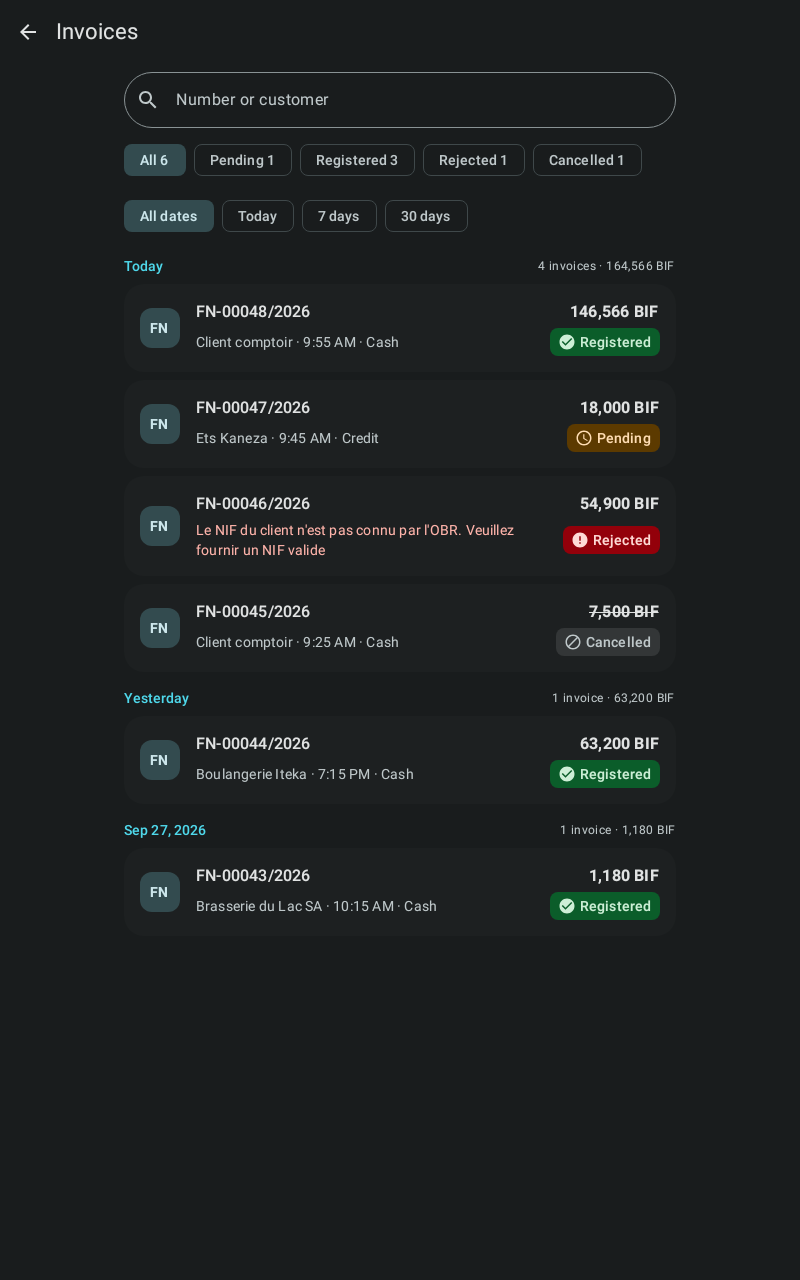 Invoices
Number or customer
All 6 Pending 1 Registered 3 Rejected 1 Cancelled 1
All dates Today 7 days 30 days
Today 4 invoices · 164,566 BIF
FN-00048/2026 146,566 BIF
FN Client comptoir · 9:55 AM · Cash Registered
FN-00047/2026 18,000 BIF
FN Ets Kaneza · 9:45 AM · Credit Pending
FN-00046/2026 54,900 BIF
FN Le NIF du client n'est pas connu par l'OBR. Veuillez
fournir un NIF valide Rejected
FN-00045/2026 7,500 BIF
FN Client comptoir · 9:25 AM · Cash Cancelled
Yesterday 1 invoice · 63,200 BIF
FN-00044/2026 63,200 BIF
FN Boulangerie Iteka · 7:15 PM · Cash Registered
Sep 27, 2026 1 invoice · 1,180 BIF
FN-00043/2026 1,180 BIF
FN Brasserie du Lac SA · 10:15 AM · Cash Registered